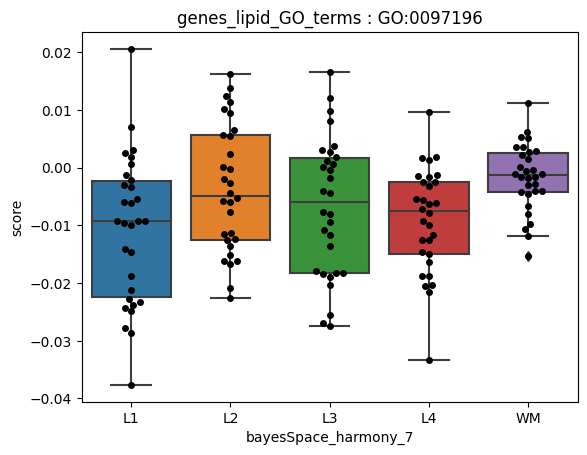 genes_lipid_GO_terms : GO:0097196
0.02
0.01
0.00
−0.01
−0.02
−0.03
−0.04
score
L1 L2 L3 L4 WM
bayesSpace_harmony_7